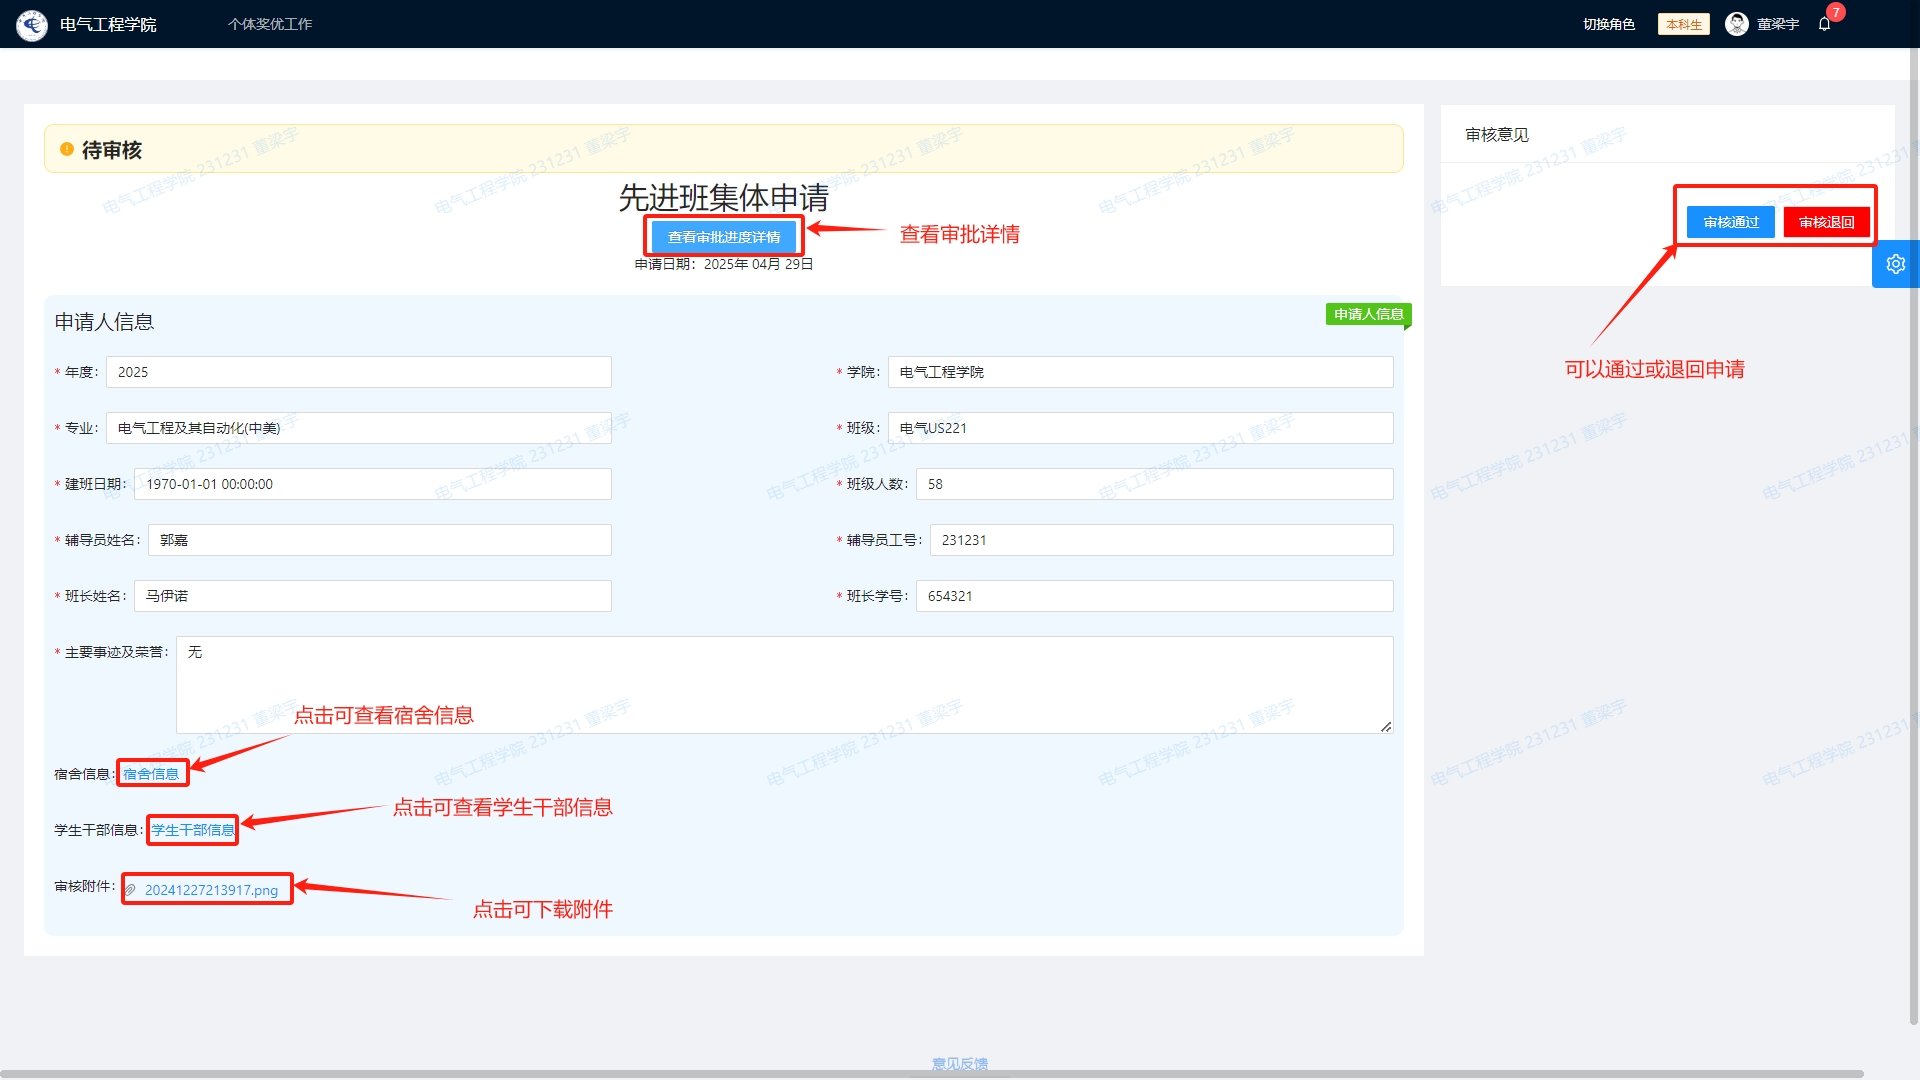 电气工程学院
个体奖优工作
切换角色
本科生
董梁宇
7
待审核
先进班集体申请
查看审批进度详情
查看审批详情
申请日期：2025年 04月 29日
审核意见
审核通过
审核退回
可以通过或退回申请
申请人信息
申请人信息
* 年度： 2025
* 学院： 电气工程学院
* 专业： 电气工程及其自动化(中美)
* 班级： 电气US221
* 建班日期： 1970-01-01 00:00:00
* 班级人数： 58
* 辅导员姓名： 郭嘉
* 辅导员工号： 231231
* 班长姓名： 马伊诺
* 班长学号： 654321
* 主要事迹及荣誉： 无
点击可查看宿舍信息
宿舍信息： 宿舍信息
点击可查看学生干部信息
学生干部信息： 学生干部信息
审核附件： 20241227213917.png
点击可下载附件
意见反馈
电气工程学院 231231 董梁宇